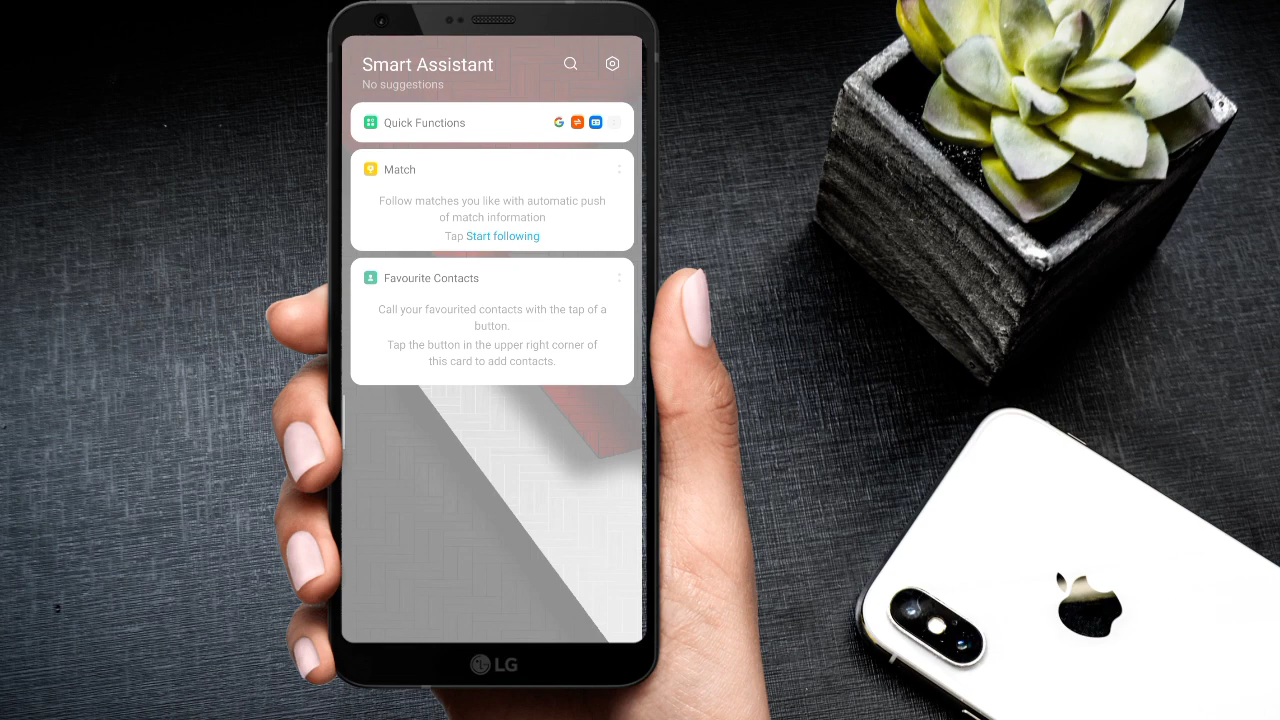 Smart Assistant
No suggestions
Quick Functions
Match
Follow matches you like with automatic push
of match information
Tap Start following
Favourite Contacts
Call your favourited contacts with the tap of a
button.
Tap the button in the upper right corner of
this card to add contacts.
LG